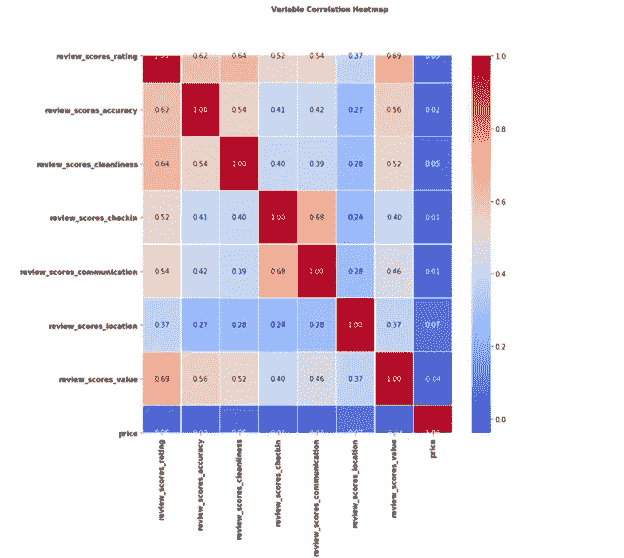 Variable Correlation Heatmap
review_scores_rating 0.62 0.64 0.52 0.54 0.37 0.69 1.0
review_scores_accuracy 0.62 1.00 0.54 0.41 0.42 0.27 0.56 0.02
0.8
review_scores_cleanliness 0.64 0.54 1.00 0.40 0.39 0.28 0.52 0.05
0.6
review_scores_checkin 0.52 0.41 0.40 1.00 0.68 0.24 0.40 0.01
0.4
review_scores_communication 0.54 0.42 0.39 0.68 1.00 0.28 0.46 0.01
review_scores_location 0.37 0.27 0.28 0.24 0.28 1.00 0.37 0.07
0.2
review_scores_value 0.69 0.56 0.52 0.40 0.46 0.37 1.00 -0.04
0.0
price
review_scores_rating
review_scores_accuracy
review_scores_cleanliness
review_scores_checkin
review_scores_communication
review_scores_location
review_scores_value
price